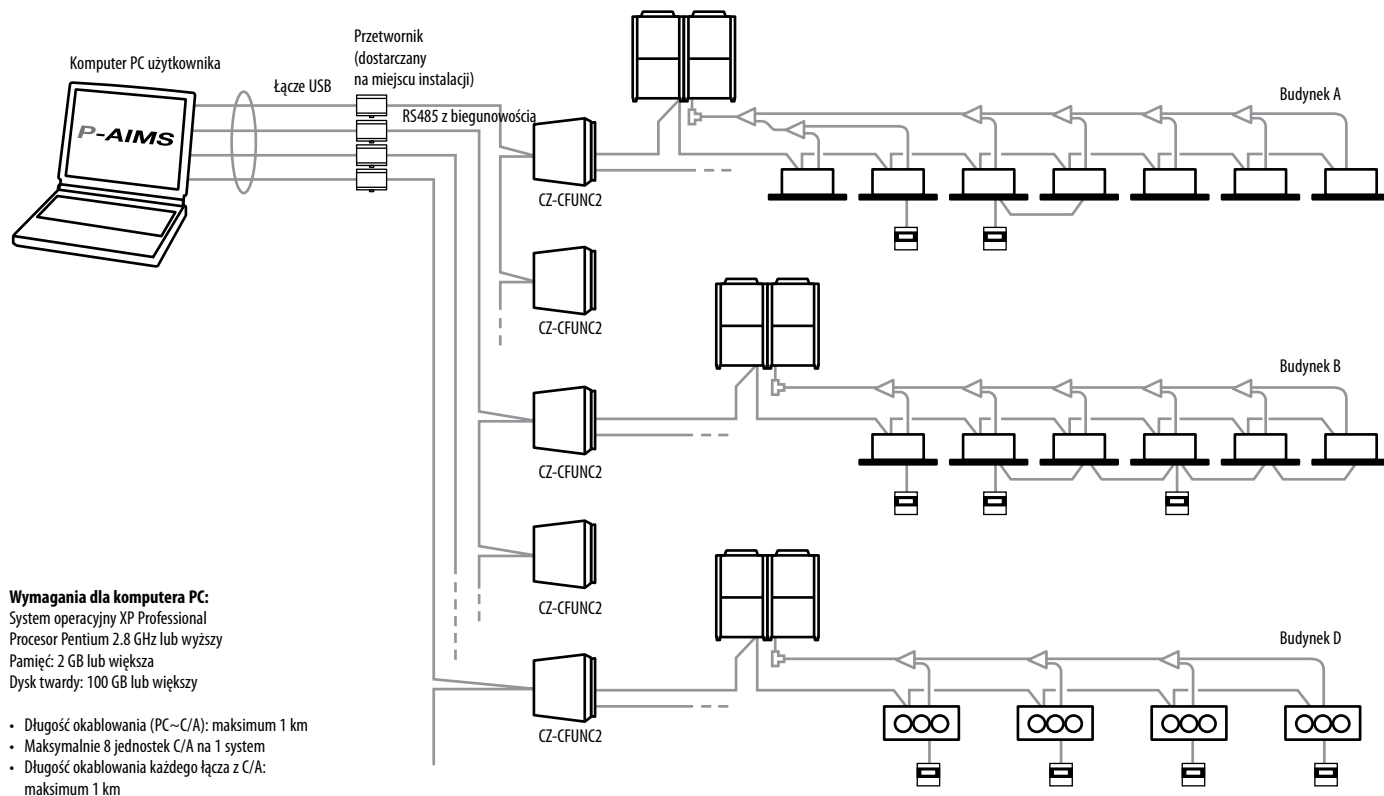 Komputer PC użytkownika
P-AIMS
Łącze USB
Przetwornik
(dostarczany
na miejscu instalacji)
RS485 z biegunowością
CZ-CFUNC2
Budynek A
CZ-CFUNC2
CZ-CFUNC2
Budynek B
CZ-CFUNC2
CZ-CFUNC2
Budynek D
Wymagania dla komputera PC:
System operacyjny XP Professional
Procesor Pentium 2.8 GHz lub wyższy
Pamięć: 2 GB lub większa
Dysk twardy: 100 GB lub większy
• Długość okablowania (PC~C/A): maksimum 1 km
• Maksymalnie 8 jednostek C/A na 1 system
• Długość okablowania każdego łącza z C/A:
maksimum 1 km